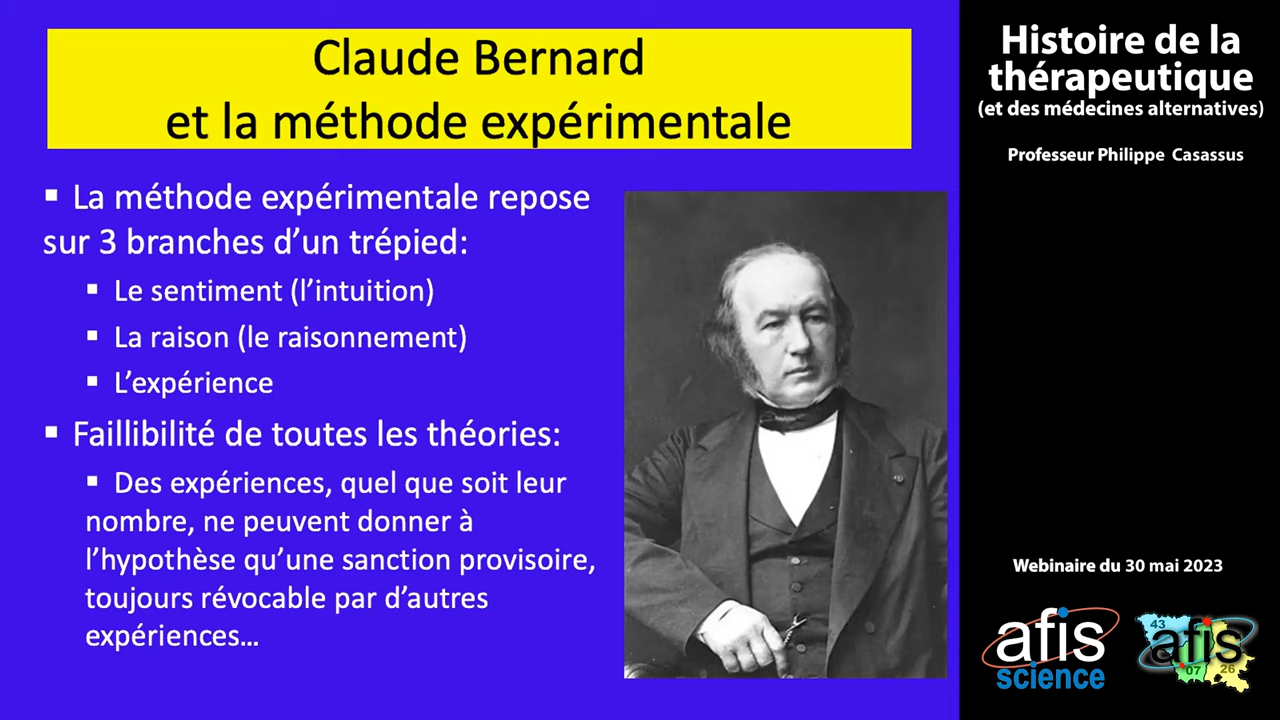 Claude Bernard
et la méthode expérimentale
▪ La méthode expérimentale repose
sur 3 branches d’un trépied:
▪ Le sentiment (l’intuition)
▪ La raison (le raisonnement)
▪ L’expérience
▪ Faillibilité de toutes les théories:
▪ Des expériences, quel que soit leur
nombre, ne peuvent donner à
l’hypothèse qu’une sanction provisoire,
toujours révocable par d’autres
expériences…
Histoire de la
thérapeutique
(et des médecines alternatives)
Professeur Philippe Casassus
Webinaire du 30 mai 2023
afis
science
43
afis
07
26